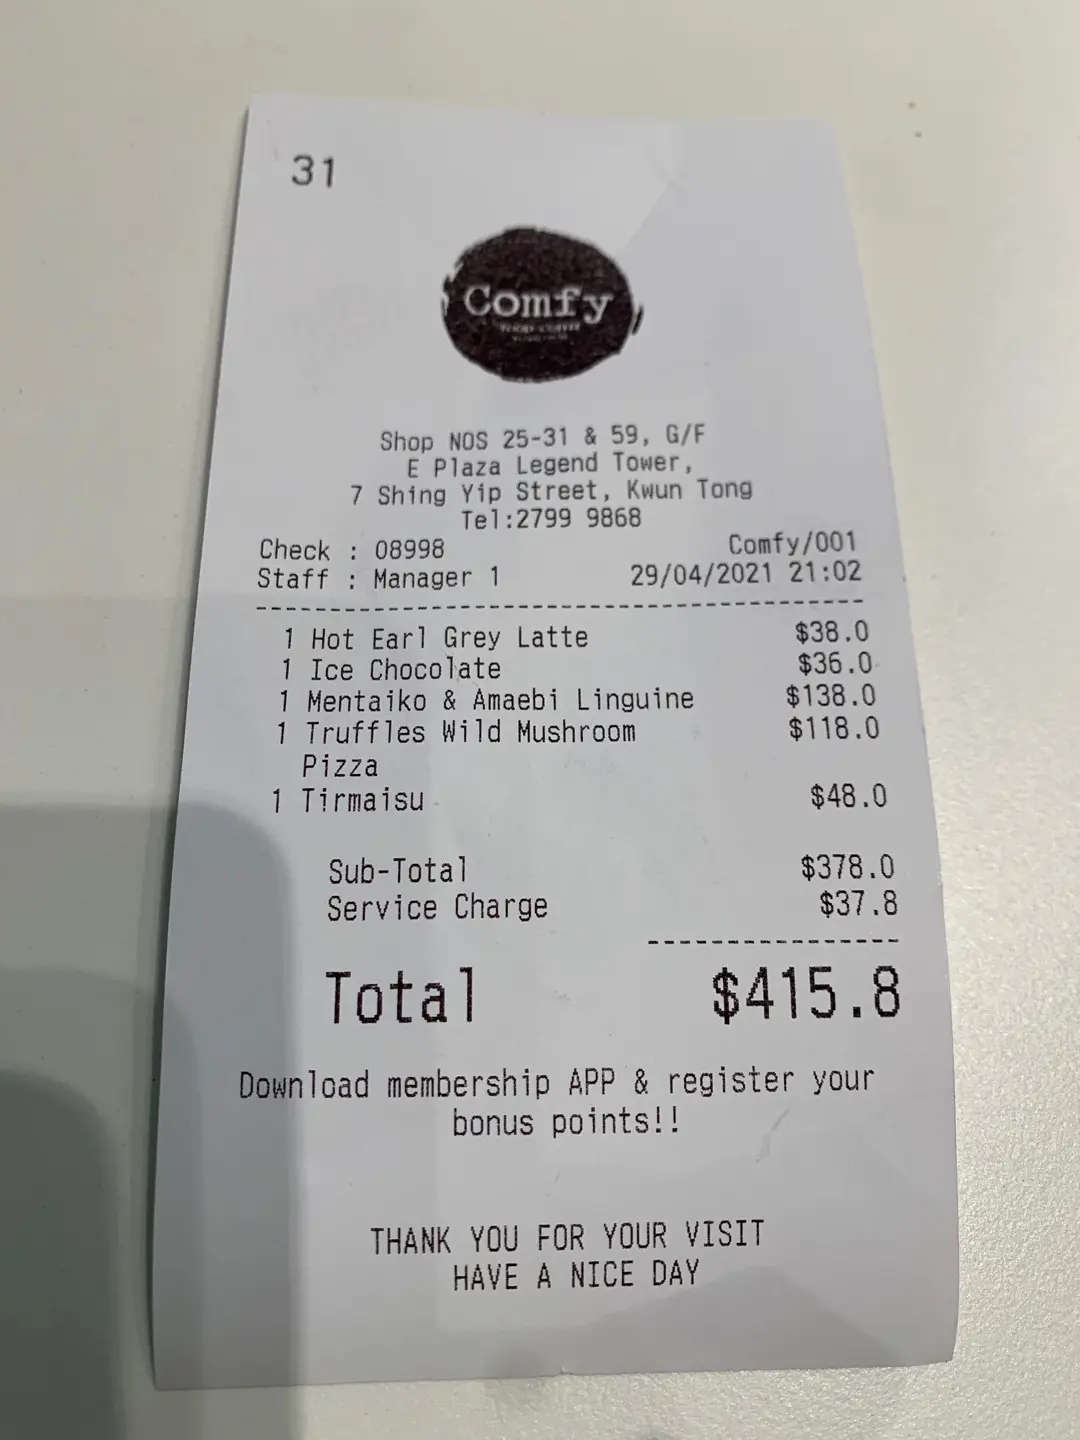 31
Comfy
Shop NOS 25-31 & 59, G/F
E Plaza Legend Tower,
7 Shing Yip Street, Kwun Tong
Tel:2799 9868
Check : 08998 Comfy/001
Staff : Manager 1 29/04/2021 21:02
1 Hot Earl Grey Latte $38.0
1 Ice Chocolate $36.0
1 Mentaiko & Amaebi Linguine $138.0
1 Truffles Wild Mushroom $118.0
Pizza
1 Tirmaisu $48.0
Sub-Total $378.0
Service Charge $37.8
Total $415.8
Download membership APP & register your
bonus points!!
THANK YOU FOR YOUR VISIT
HAVE A NICE DAY